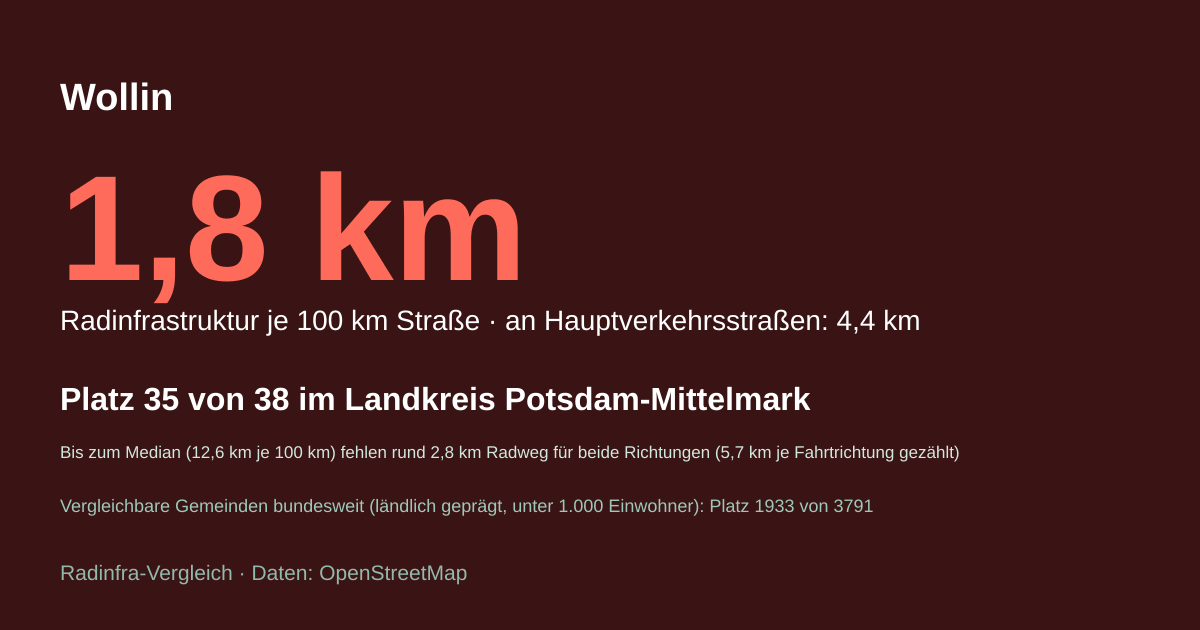 Wollin
1,8 km
Radinfrastruktur je 100 km Straße · an Hauptverkehrsstraßen: 4,4 km
Platz 35 von 38 im Landkreis Potsdam-Mittelmark
Bis zum Median (12,6 km je 100 km) fehlen rund 2,8 km Radweg für beide Richtungen (5,7 km je Fahrtrichtung gezählt)
Vergleichbare Gemeinden bundesweit (ländlich geprägt, unter 1.000 Einwohner): Platz 1933 von 3791
Radinfra-Vergleich · Daten: OpenStreetMap